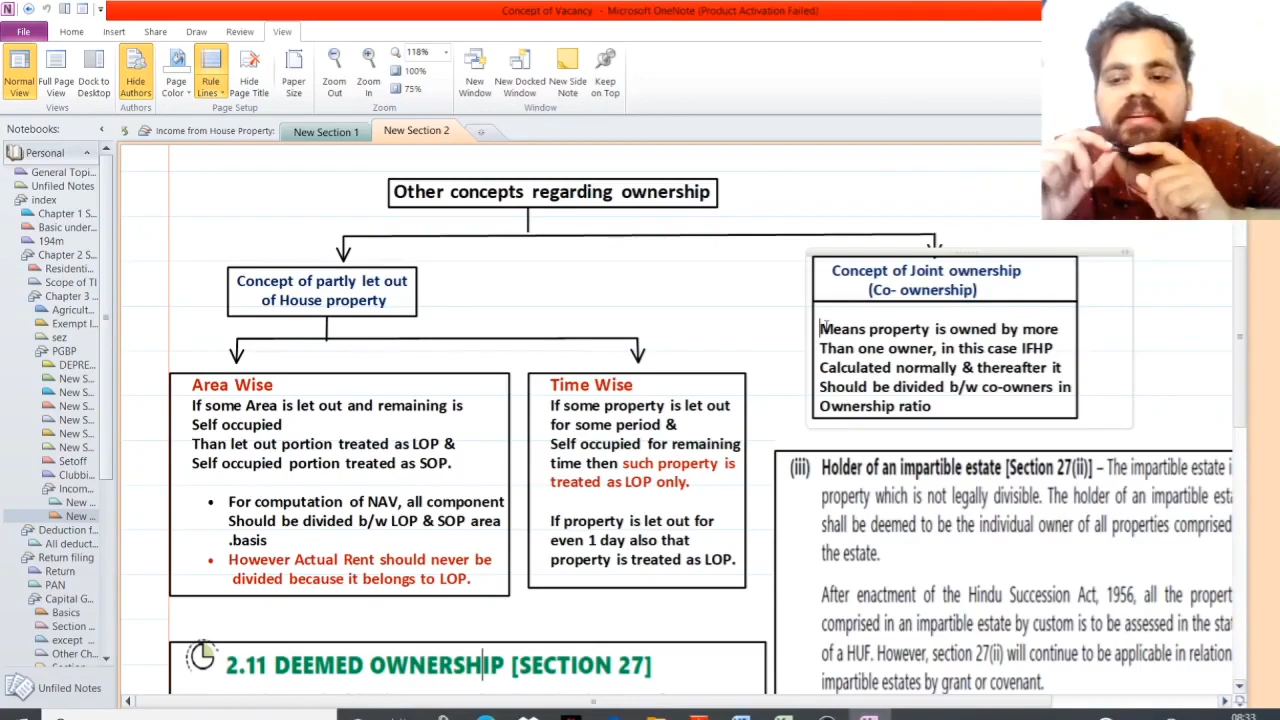 Concept of Vacancy - Microsoft OneNote (Product Activation Failed)
File Home Insert Share Draw Review View
Normal View
Full Page View
Dock to Desktop
Views
Hide Authors
Authors
Page Color
Rule Lines
Hide Page Title
Paper Size
Page Setup
Zoom Out
Zoom In
118%
100%
75%
Zoom
New Window
New Docked Window
New Side Note
Keep on Top
Window
Notebooks:
Income from House Property:
New Section 1
New Section 2
Personal
General Topi...
Unfiled Notes
index
Chapter 1 S...
Basic under...
194m
Chapter 2 S...
Residenti...
Scope of TI
Chapter 3 ...
Agricult...
Exempt I...
sez
PGBP
DEPRE...
New S...
New S...
New S...
New S...
New S...
Setoff
Clubbi...
Incom...
New ...
New ...
Deduction f...
All deduct...
Return filing
Return
PAN
Capital G...
Basics
Section ...
except ...
Other Ch...
Unfiled Notes
Other concepts regarding ownership
Concept of partly let out
of House property
Area Wise
If some Area is let out and remaining is
Self occupied
Than let out portion treated as LOP &
Self occupied portion treated as SOP.
• For computation of NAV, all component
Should be divided b/w LOP & SOP area
.basis
• However Actual Rent should never be
divided because it belongs to LOP.
Time Wise
If some property is let out
for some period &
Self occupied for remaining
time then such property is
treated as LOP only.
If property is let out for
even 1 day also that
property is treated as LOP.
Concept of Joint ownership
(Co- ownership)
Means property is owned by more
Than one owner, in this case IFHP
Calculated normally & thereafter it
Should be divided b/w co-owners in
Ownership ratio
(iii) Holder of an impartible estate [Section 27(ii)] – The impartible estate i
property which is not legally divisible. The holder of an impartible esta
shall be deemed to be the individual owner of all properties comprised
the estate.
After enactment of the Hindu Succession Act, 1956, all the propert
comprised in an impartible estate by custom is to be assessed in the stat
of a HUF. However, section 27(ii) will continue to be applicable in relation
impartible estates by grant or covenant.
2.11 DEEMED OWNERSHIP [SECTION 27]
08:33